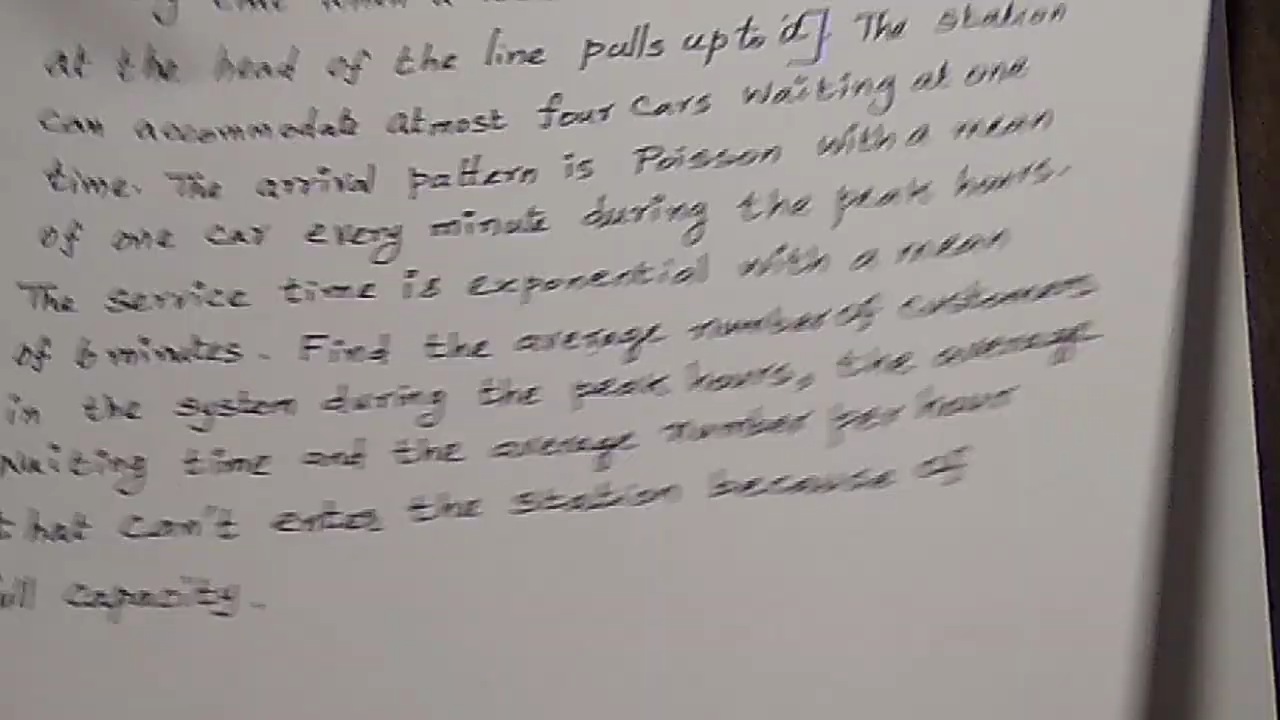 time when a
at the head of the line pulls up to it]. The station
can accommodate atmost four cars waiting at one
time. The arrival pattern is Poisson with a mean
of one car every minute during the peak hours.
The service time is exponential with a mean
of 6 minutes. Find the average number of customers
in the system during the peak hours, the average
waiting time and the average number per hour
that can't enter the station because of
full capacity.